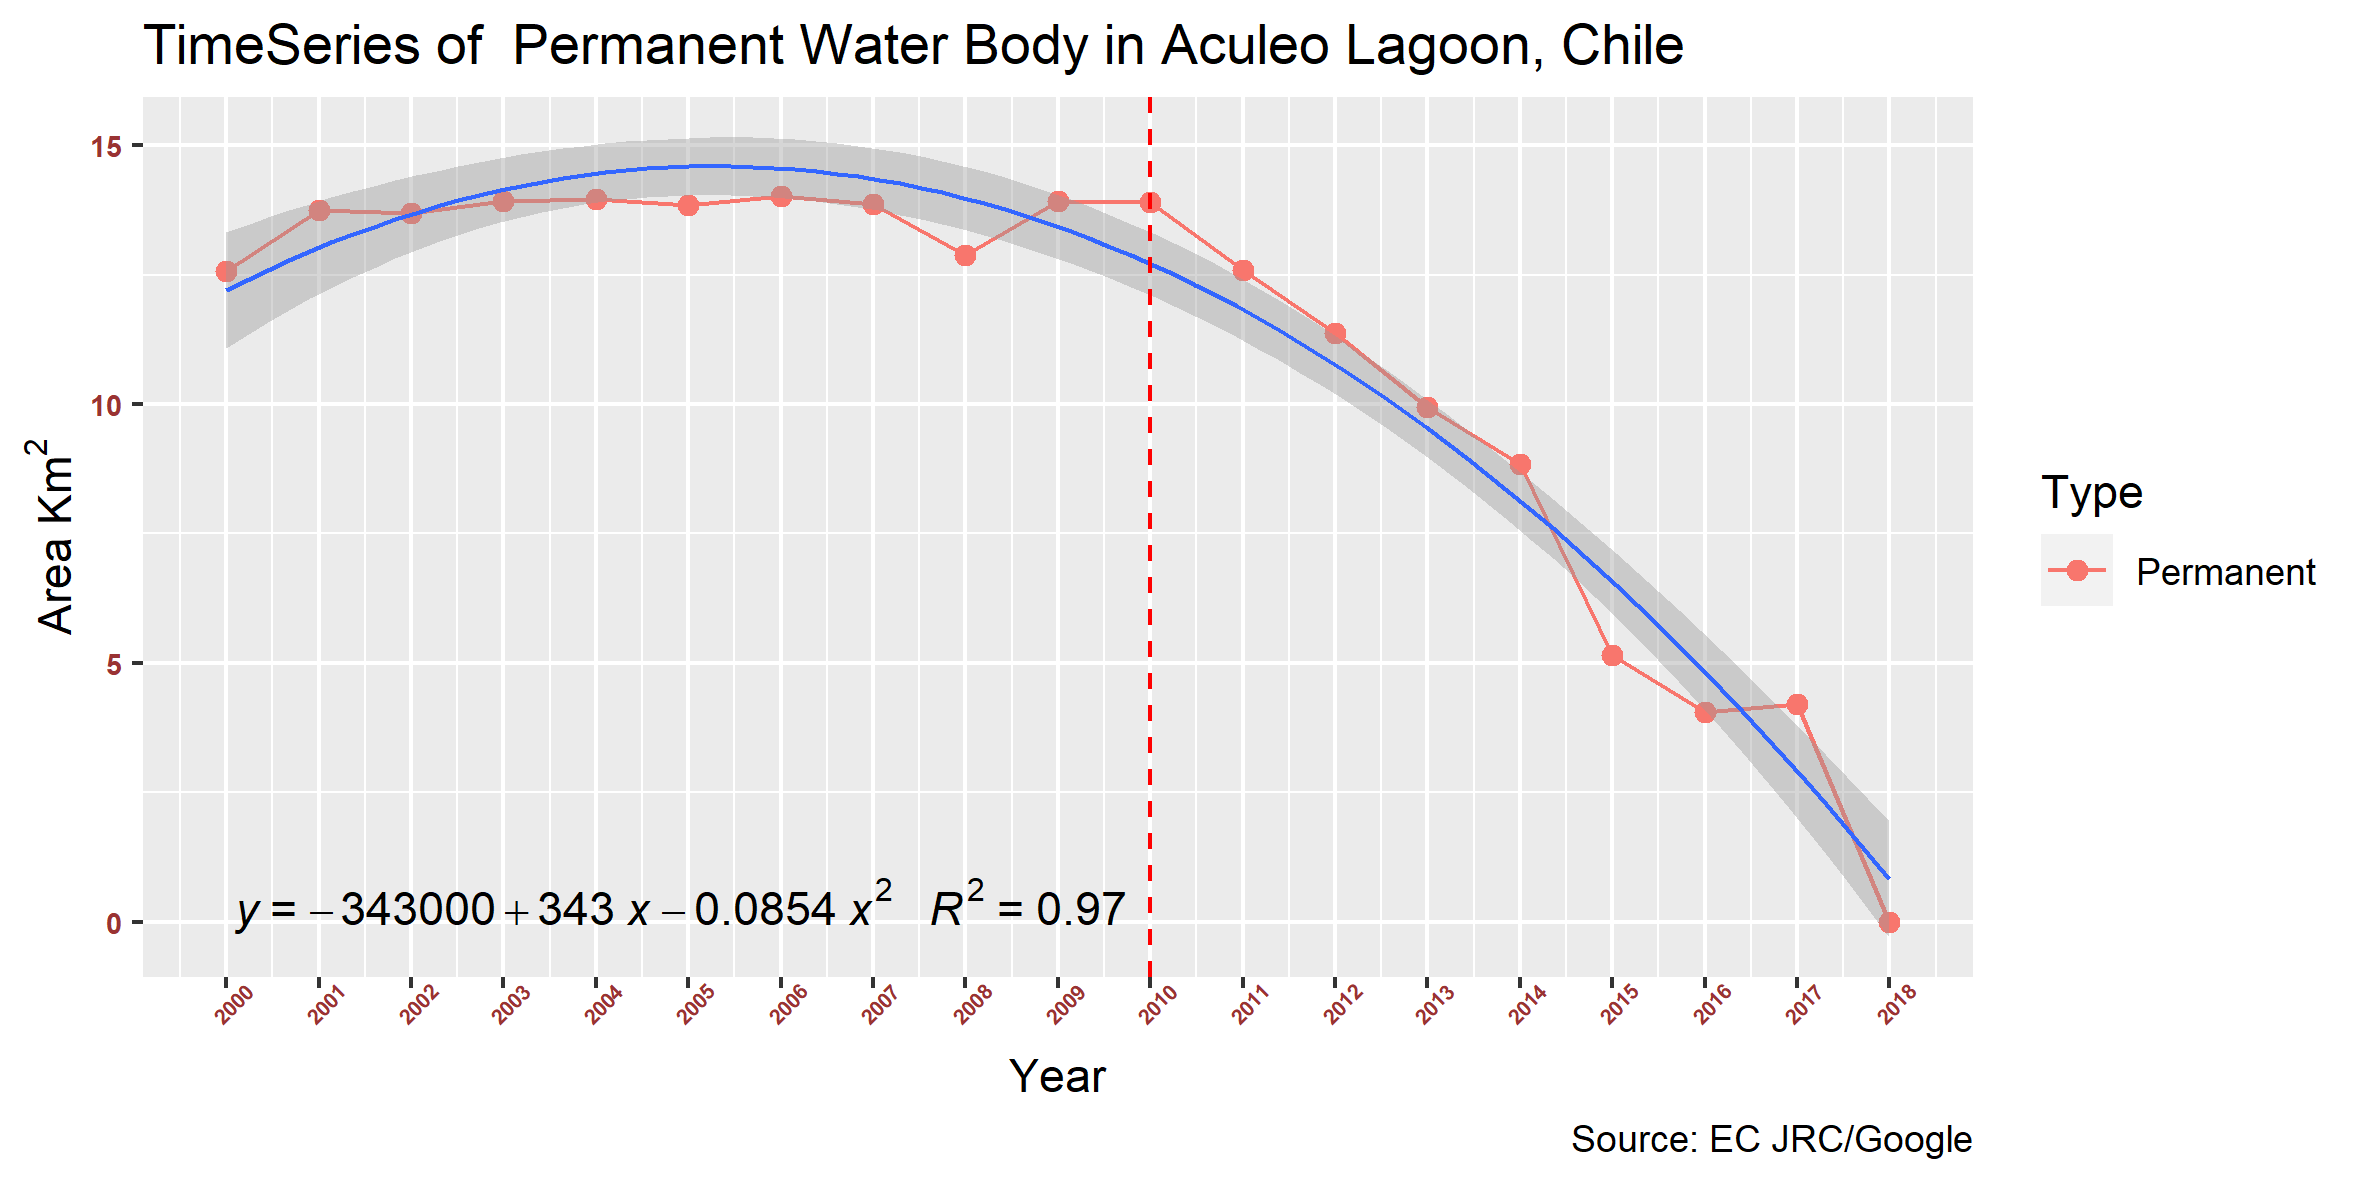 TimeSeries of  Permanent Water Body in Aculeo Lagoon, Chile
Area Km²
15
10
5
0
y = −343000+343 x−0.0854 x²   R² = 0.97
2000 2001 2002 2003 2004 2005 2006 2007 2008 2009 2010 2011 2012 2013 2014 2015 2016 2017 2018
Year
Type
Permanent
Source: EC JRC/Google